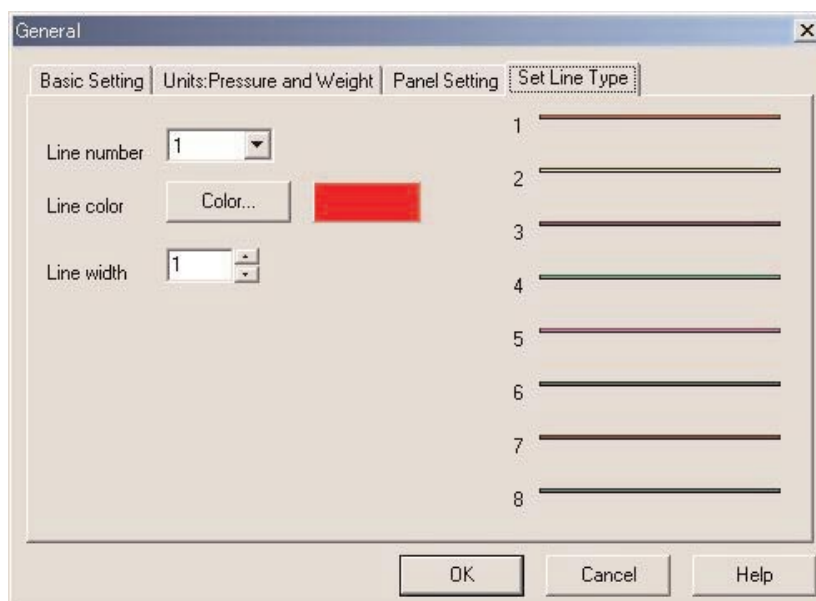 General
Basic Setting Units:Pressure and Weight Panel Setting Set Line Type
Line number 1
Line color Color...
Line width 1
1
2
3
4
5
6
7
8
OK Cancel Help